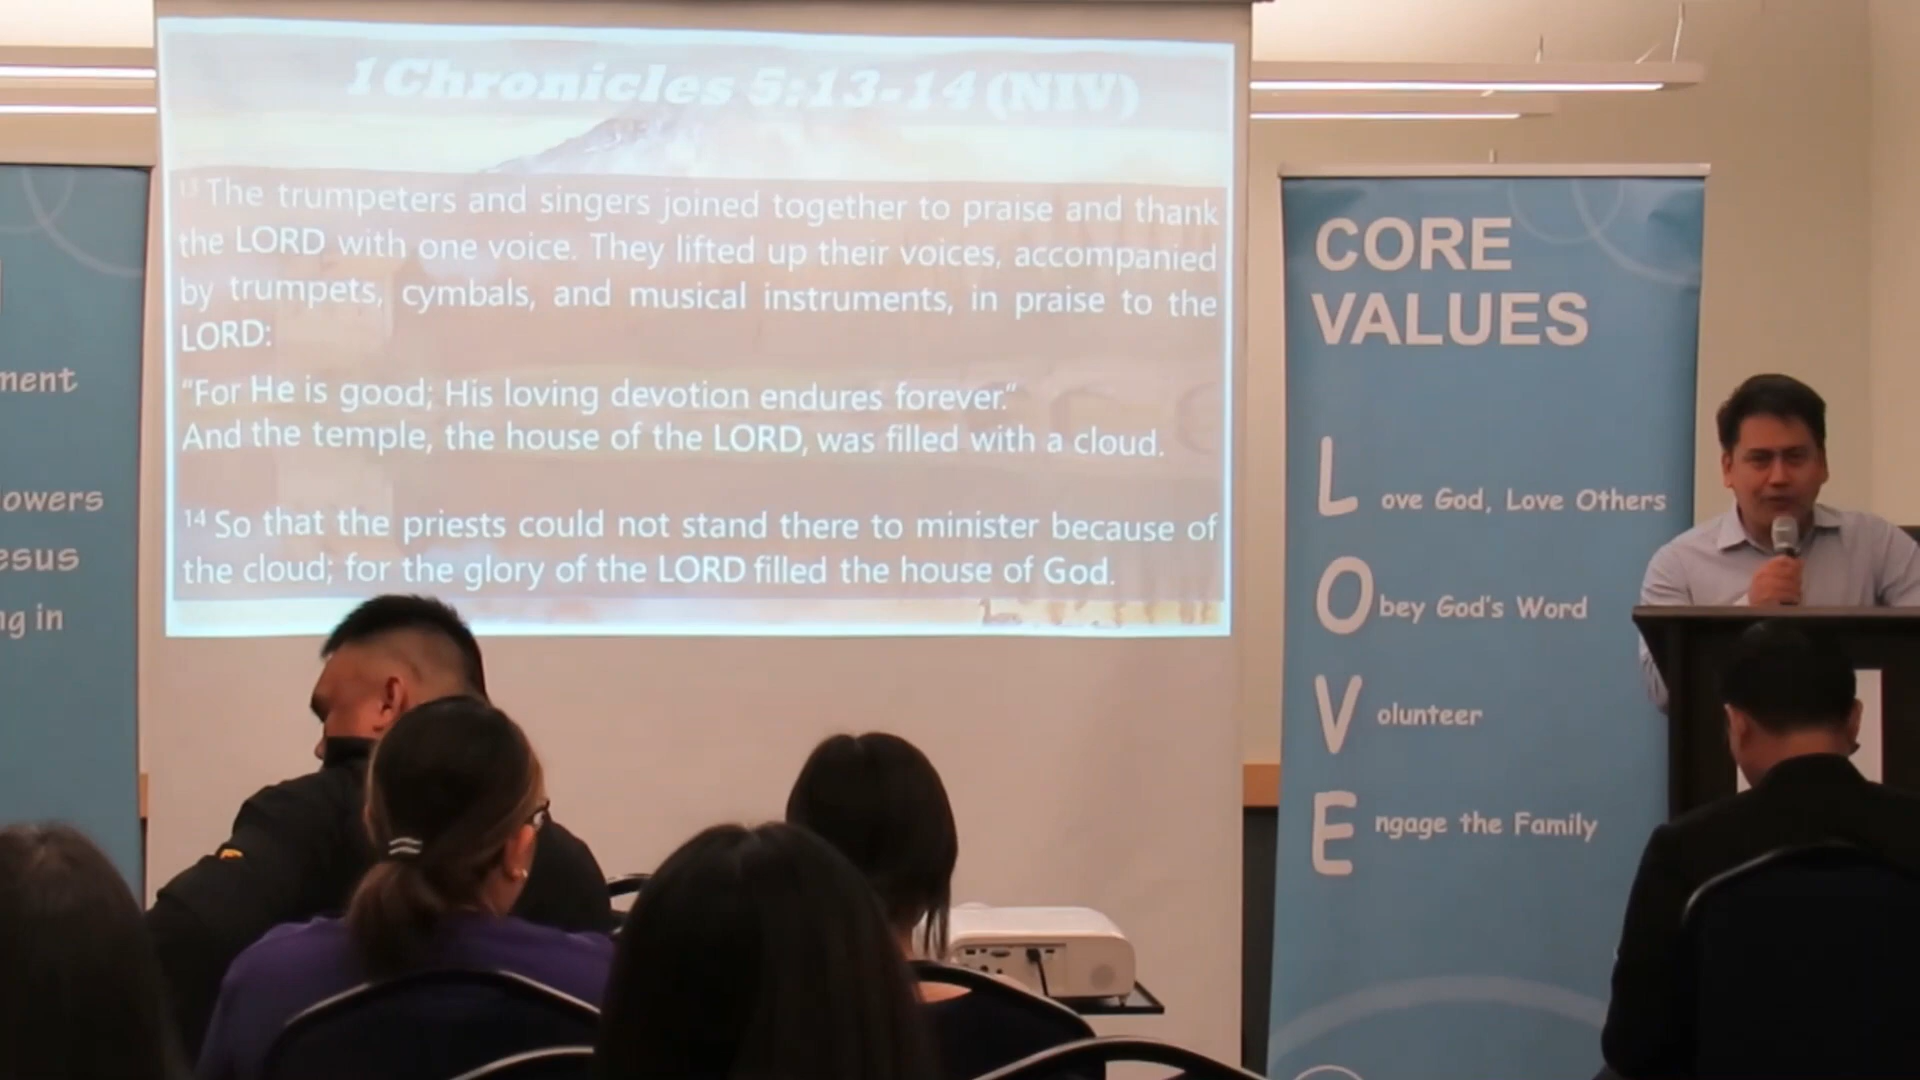 1 Chronicles 5:13-14 (NIV)
13 The trumpeters and singers joined together to praise and thank
the LORD with one voice. They lifted up their voices, accompanied
by trumpets, cymbals, and musical instruments, in praise to the
LORD:
“For He is good; His loving devotion endures forever.“
And the temple, the house of the LORD, was filled with a cloud.
14 So that the priests could not stand there to minister because of
the cloud; for the glory of the LORD filled the house of God.
CORE
VALUES
Love God, Love Others
Obey God's Word
Volunteer
Engage the Family
in